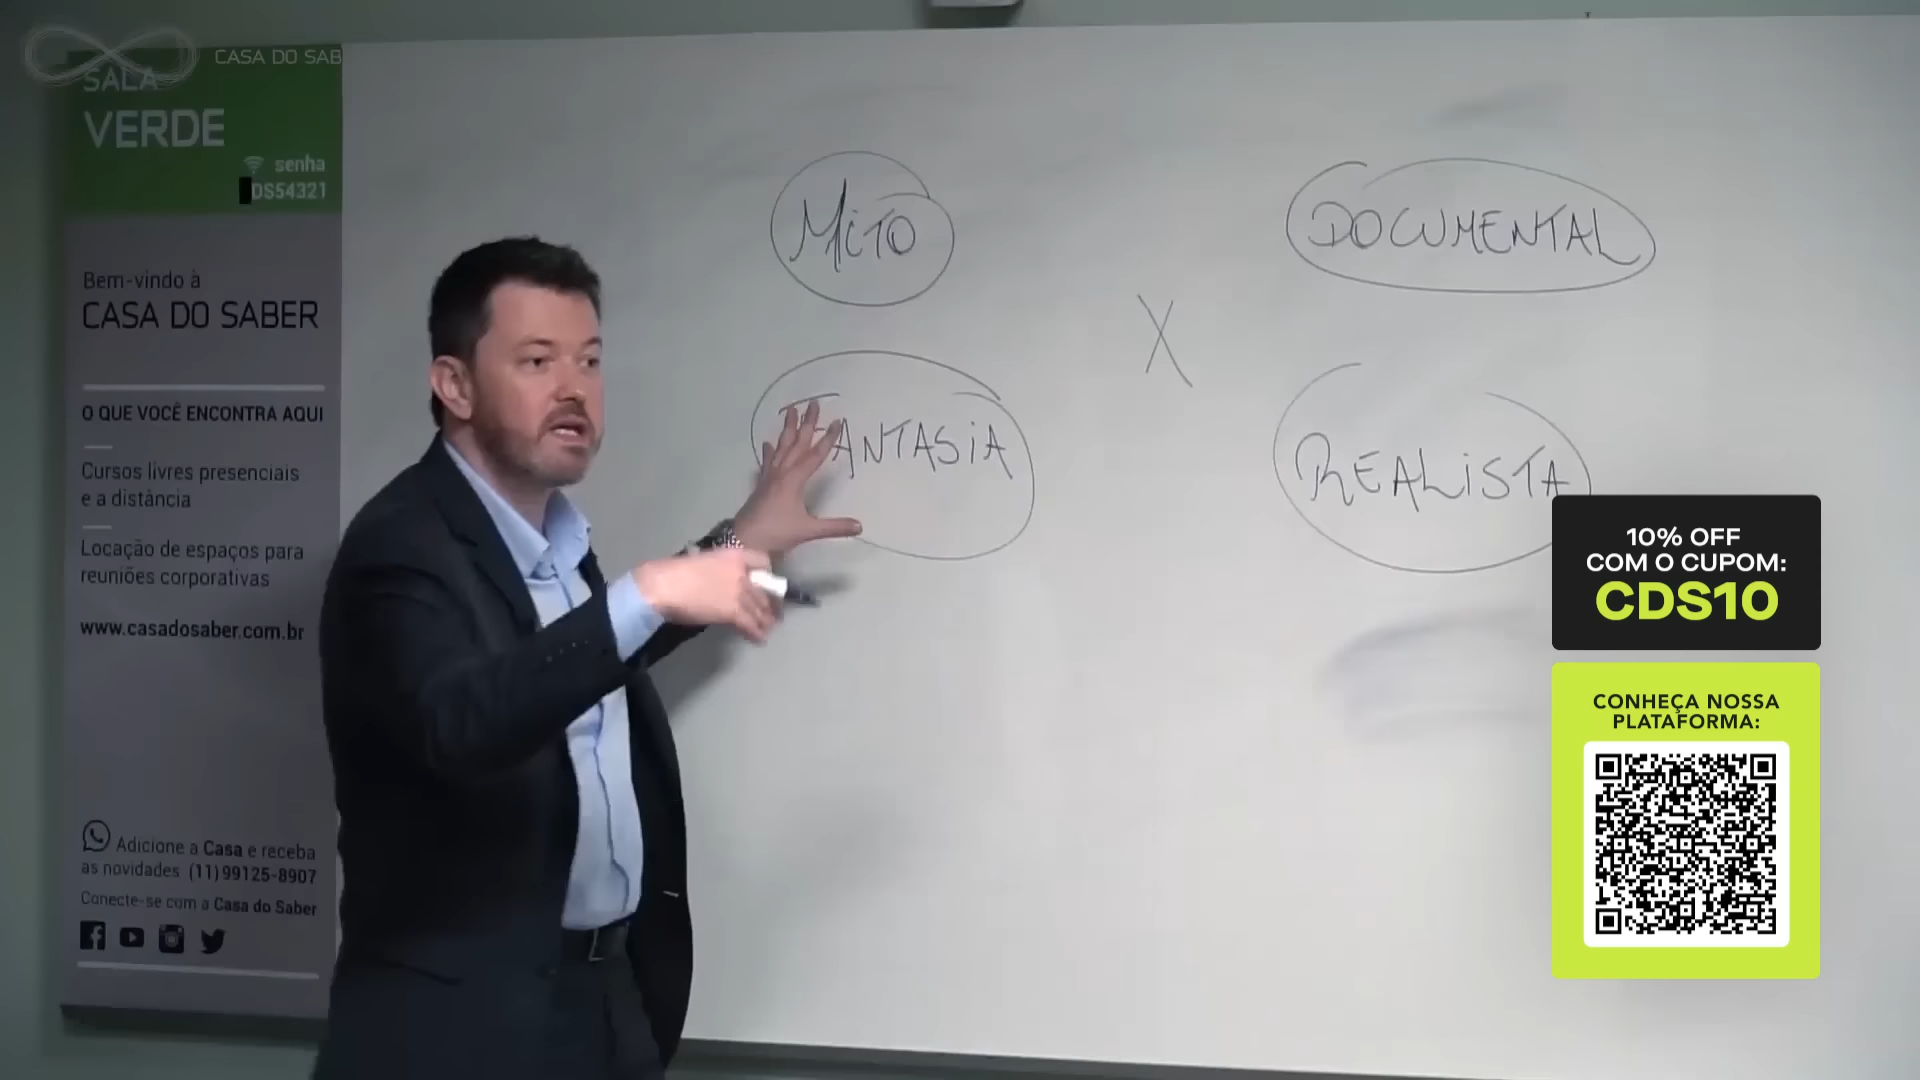 CASA DO SAB
SALA
VERDE
senha
DS54321
Bem-vindo à
CASA DO SABER
O QUE VOCÊ ENCONTRA AQUI
Cursos livres presenciais
e a distância
Locação de espaços para
reuniões corporativas
www.casadosaber.com.br
Adicione a Casa e receba
as novidades (11) 99125-8907
Conecte-se com a Casa do Saber
MiTO
DOCUMENTAL
X
FANTASiA
REALiSTA
10% OFF
COM O CUPOM:
CDS10
CONHEÇA NOSSA
PLATAFORMA: